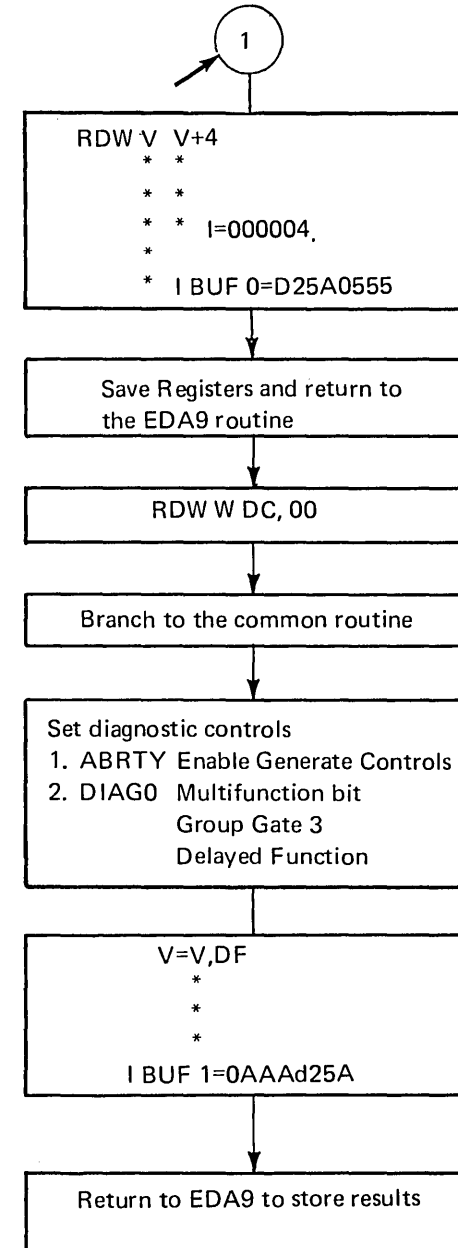 1
RDW V V+4
* *
* *
* * I=000004.
*
* I BUF 0=D25A0555
Save Registers and return to
the EDA9 routine
RDW W DC, 00
Branch to the common routine
Set diagnostic controls
1. ABRTY Enable Generate Controls
2. DIAG0 Multifunction bit
Group Gate 3
Delayed Function
V=V,DF
*
*
*
I BUF 1=0AAAd25A
Return to EDA9 to store results